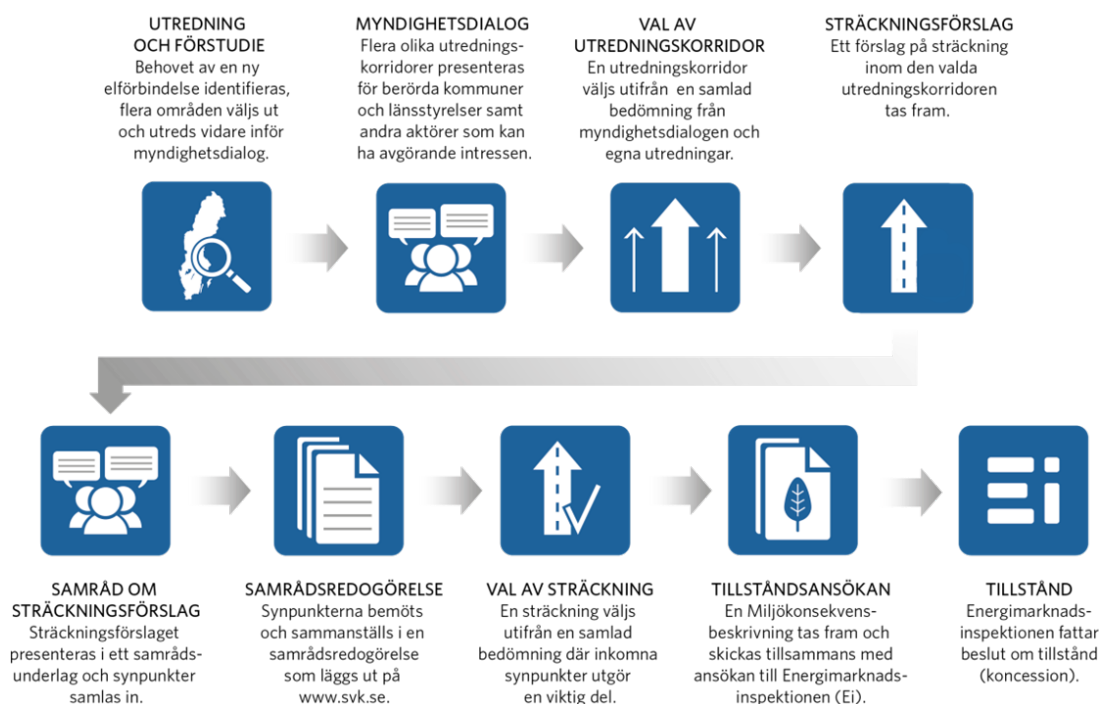 UTREDNING
OCH FÖRSTUDIE
Behovet av en ny
elförbindelse identifieras,
flera områden väljs ut
och utreds vidare inför
myndighetsdialog.
MYNDIGHETSDIALOG
Flera olika utrednings-
korridorer presenteras
för berörda kommuner
och länsstyrelser samt
andra aktörer som kan
ha avgörande intressen.
VAL AV
UTREDNINGSKORRIDOR
En utredningskorridor
väljs utifrån en samlad
bedömning från
myndighetsdialogen och
egna utredningar.
STRÄCKNINGSFÖRSLAG
Ett förslag på sträckning
inom den valda
utredningskorridoren
tas fram.
SAMRÅD OM
STRÄCKNINGSFÖRSLAG
Sträckningsförslaget
presenteras i ett samråds-
underlag och synpunkter
samlas in.
SAMRÅDSREDOGÖRELSE
Synpunkterna bemöts
och sammanställs i en
samrådsredogörelse
som läggs ut på
www.svk.se.
VAL AV STRÄCKNING
En sträckning väljs
utifrån en samlad
bedömning där inkomna
synpunkter utgör
en viktig del.
TILLSTÅNDSANSÖKAN
En Miljökonsekvens-
beskrivning tas fram och
skickas tillsammans med
ansökan till Energimarknads-
inspektionen (Ei).
Ei
TILLSTÅND
Energimarknads-
inspektionen fattar
beslut om tillstånd
(koncession).